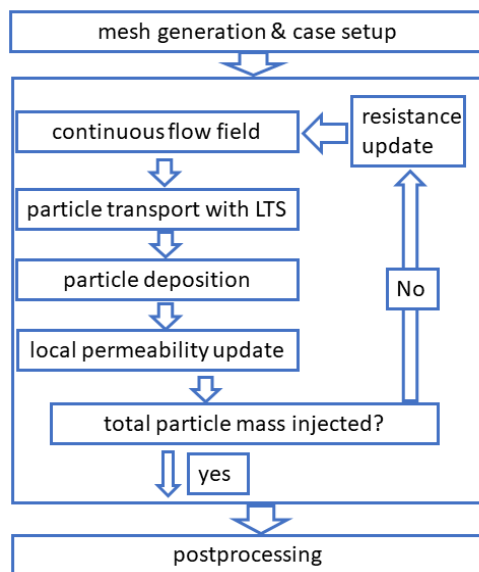 mesh generation & case setup
continuous flow field
resistance
update
particle transport with LTS
particle deposition
No
local permeability update
total particle mass injected?
yes
postprocessing